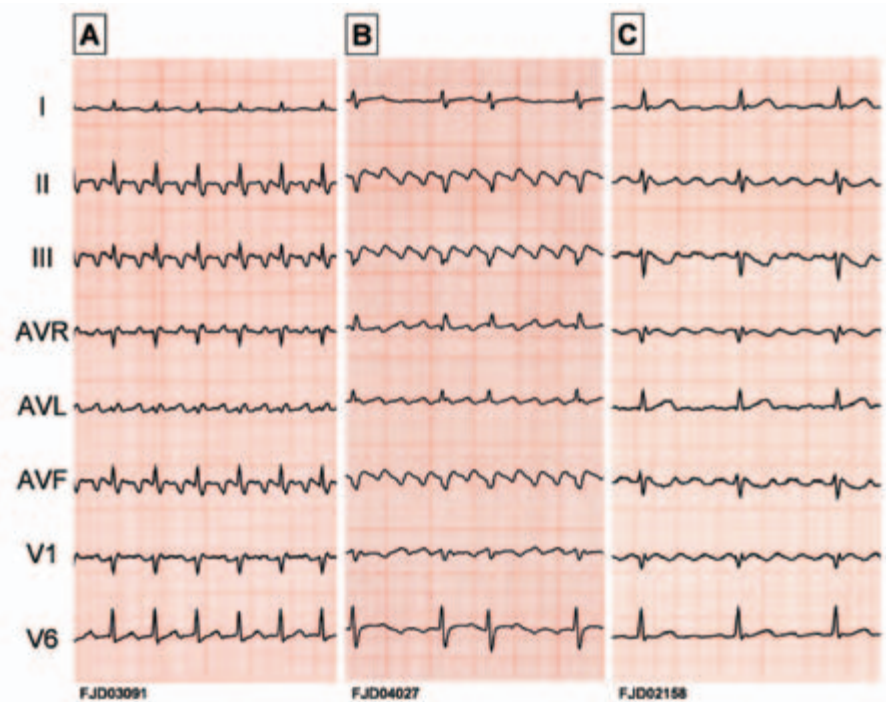 A
B
C
I
II
III
AVR
AVL
AVF
V1
V6
FJD03091
FJD04027
FJD02158